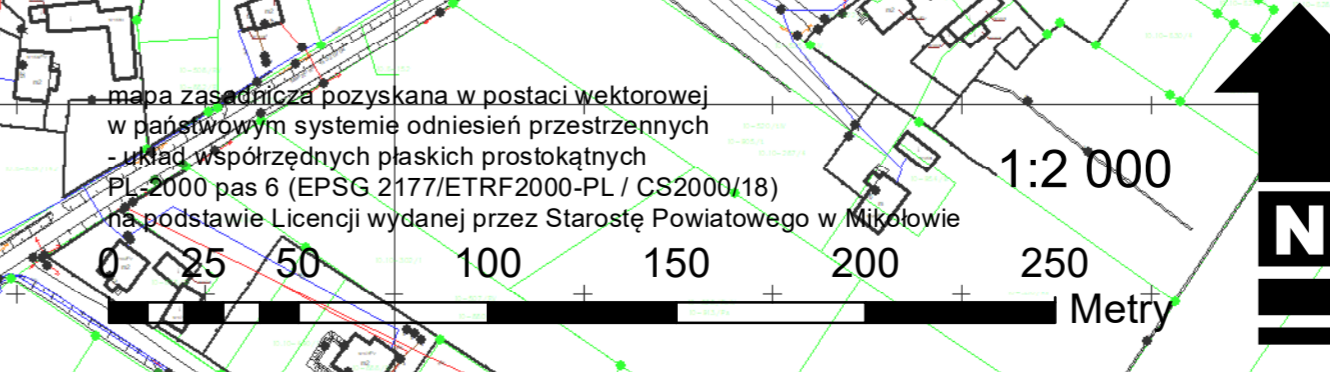 mapa zasadnicza pozyskana w postaci wektorowej
w państwowym systemie odniesień przestrzennych
- układ współrzędnych płaskich prostokątnych
PL-2000 pas 6 (EPSG 2177/ETRF2000-PL / CS2000/18)
na podstawie Licencji wydanej przez Starostę Powiatowego w Mikołowie
1:2 000
N
0 25 50 100 150 200 250
Metry